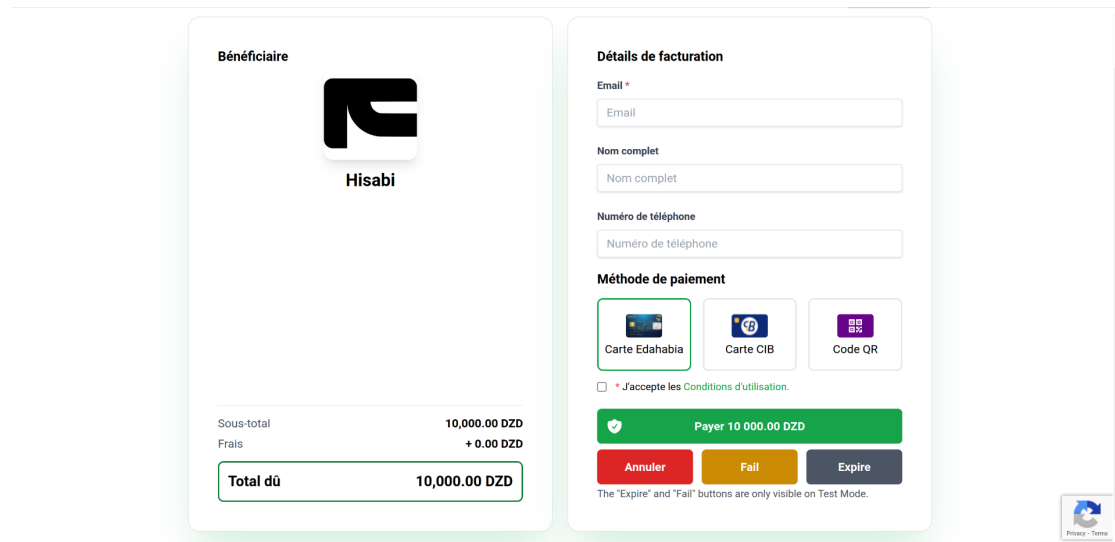 Bénéficiaire
Hisabi
Sous-total 10,000.00 DZD
Frais + 0.00 DZD
Total dû 10,000.00 DZD
Détails de facturation
Email *
Email
Nom complet
Nom complet
Numéro de téléphone
Numéro de téléphone
Méthode de paiement
CB
Carte Edahabia Carte CIB Code QR
* J'accepte les Conditions d'utilisation.
Payer 10 000.00 DZD
Annuler Fail Expire
The "Expire" and "Fail" buttons are only visible on Test Mode.
Privacy - Terms